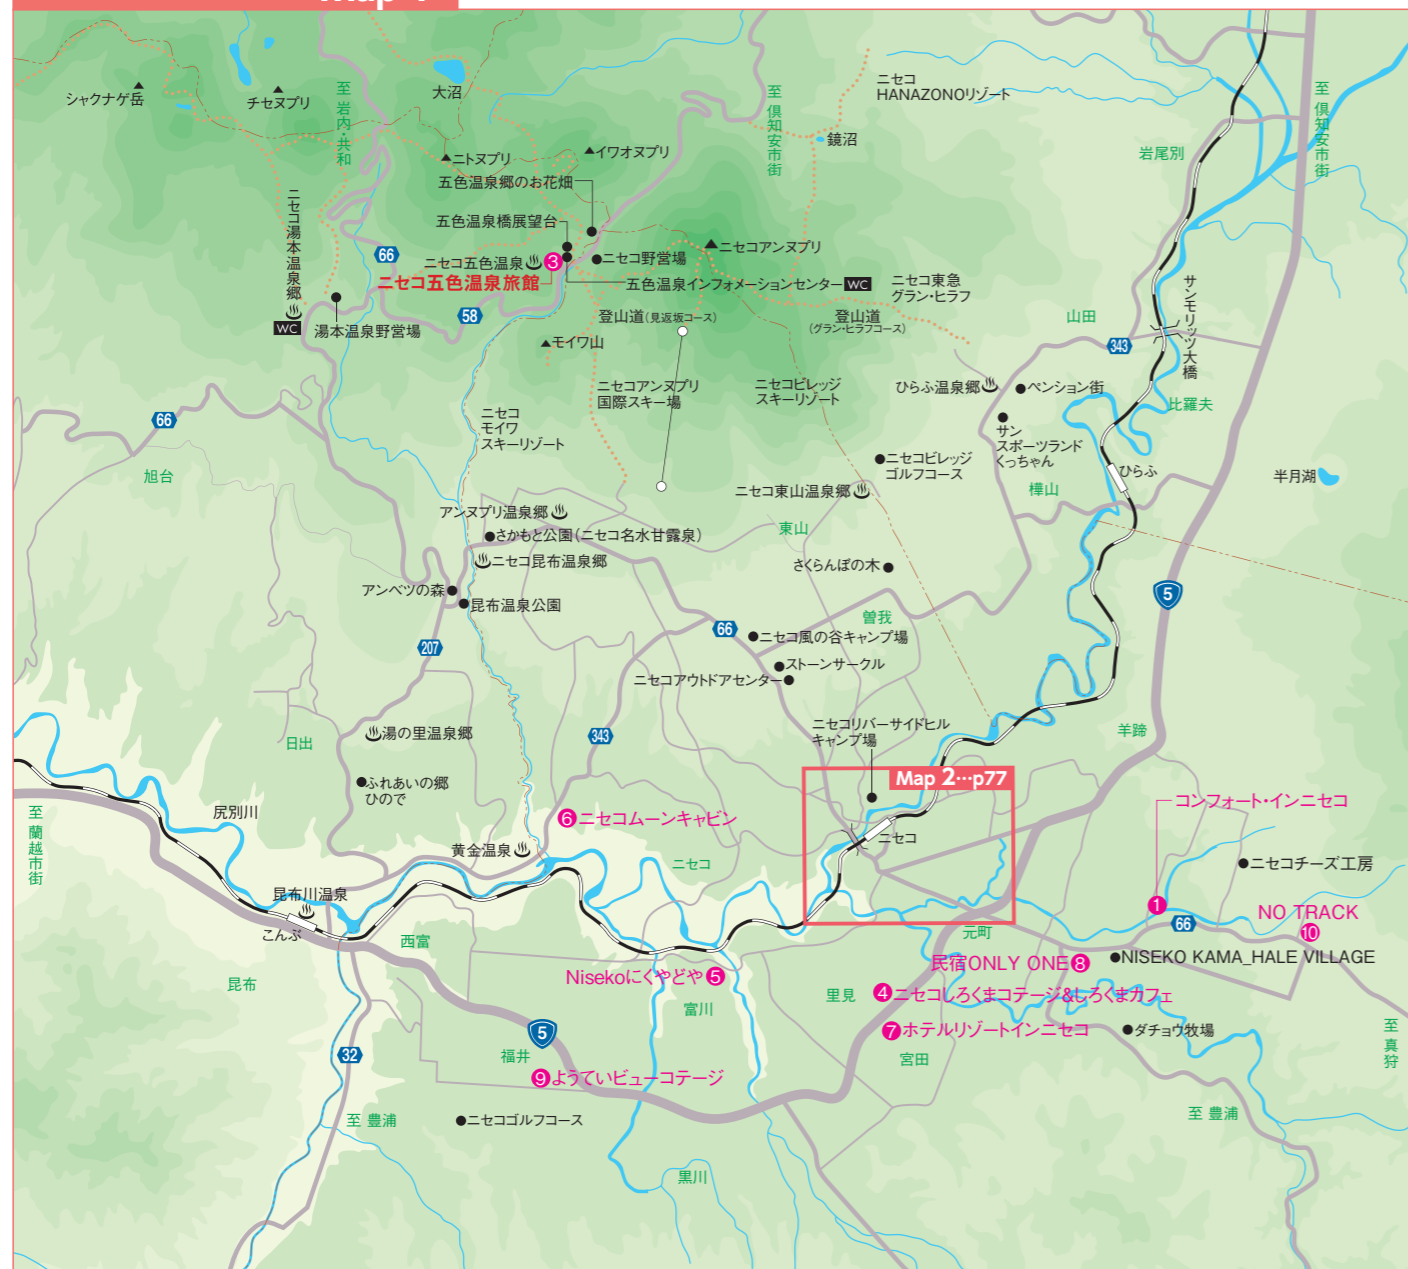 シャクナゲ岳
チセヌプリ
至 岩内・共和
大沼
至 倶知安市街
ニセコ
HANAZONOリゾート
鏡沼
岩尾別
至 倶知安市街
ニトヌプリ
イワオヌプリ
五色温泉郷のお花畑
五色温泉橋展望台
ニセコ湯本温泉郷
WC
66
ニセコ五色温泉
3
ニセコ五色温泉旅館
ニセコ野営場
ニセコアンヌプリ
五色温泉インフォメーションセンター WC
ニセコ東急
グラン・ヒラフ
サンモリッツ大橋
湯本温泉野営場
58
登山道(見返坂コース)
登山道
(グラン・ヒラフコース)
山田
343
モイワ山
ニセコアンヌプリ
国際スキー場
ニセコビレッジ
スキーリゾート
ひらふ温泉郷
ペンション街
比羅夫
66
ニセコ
モイワ
スキーリゾート
サン
スポーツランド
くっちゃん
旭台
ニセコビレッジ
ゴルフコース
ひらふ
半月湖
ニセコ東山温泉郷
樺山
アンヌプリ温泉郷
さかもと公園(ニセコ名水甘露泉)
東山
ニセコ昆布温泉郷
さくらんぼの木
アンベツの森
昆布温泉公園
5
曽我
207
66
ニセコ風の谷キャンプ場
ストーンサークル
ニセコアウトドアセンター
湯の里温泉郷
日出
343
ニセコリバーサイドヒル
キャンプ場
羊蹄
Map 2…p77
ふれあいの郷
ひので
コンフォート・インニセコ
至 蘭越市街
尻別川
6 ニセコムーンキャビン
ニセコ
黄金温泉
ニセコ
ニセコチーズ工房
昆布川温泉
こんぶ
1
66
NO TRACK
10
西富
元町
昆布
Nisekoにくやどや 5
民宿ONLY ONE 8
NISEKO KAMA_HALE VILLAGE
里見
4 ニセコしろくまコテージ&しろくまカフェ
富川
5
7 ホテルリゾートインニセコ
ダチョウ牧場
至 真狩
32
福井
宮田
9 ようていビューコテージ
至 豊浦
ニセコゴルフコース
至 豊浦
黒川